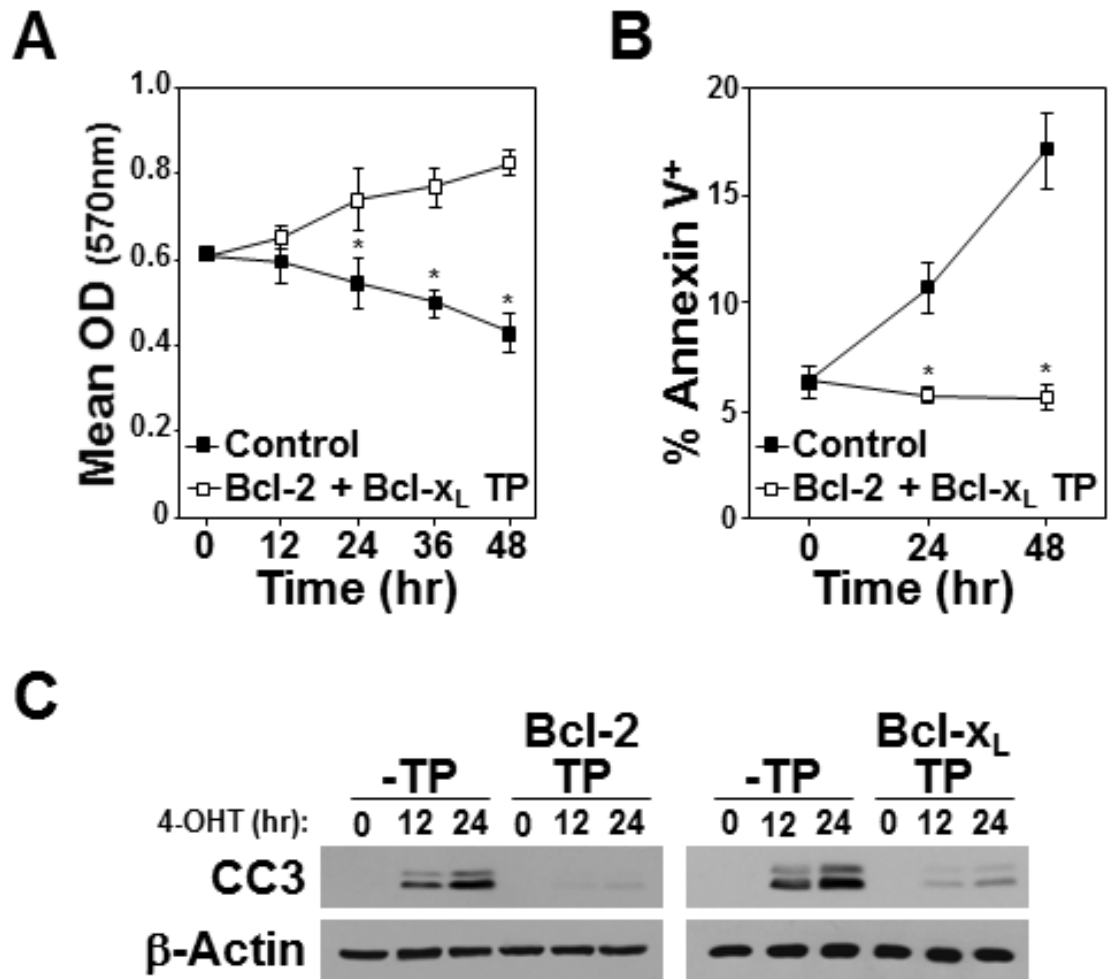 A
Mean OD (570nm)
1.0
0.8
0.6
0.4
0.2
0
*
*
*
Control
Bcl-2 + Bcl-xL TP
0 12 24 36 48
Time (hr)
B
% Annexin V+
20
15
10
5
0
*
*
Control
Bcl-2 + Bcl-xL TP
0 24 48
Time (hr)
C
-TP Bcl-2 TP -TP Bcl-xL TP
4-OHT (hr): 0 12 24 0 12 24 0 12 24 0 12 24
CC3
β-Actin